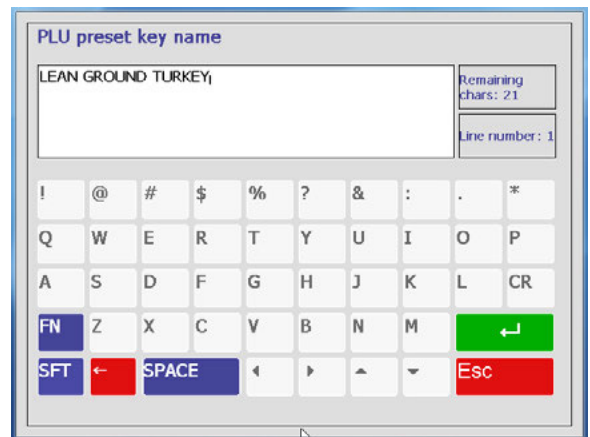 PLU preset key name
LEAN GROUND TURKEY
Remaining
chars: 21
Line number: 1
! @ # $ % ? & : . *
Q W E R T Y U I O P
A S D F G H J K L CR
FN Z X C V B N M
SFT ← SPACE Esc